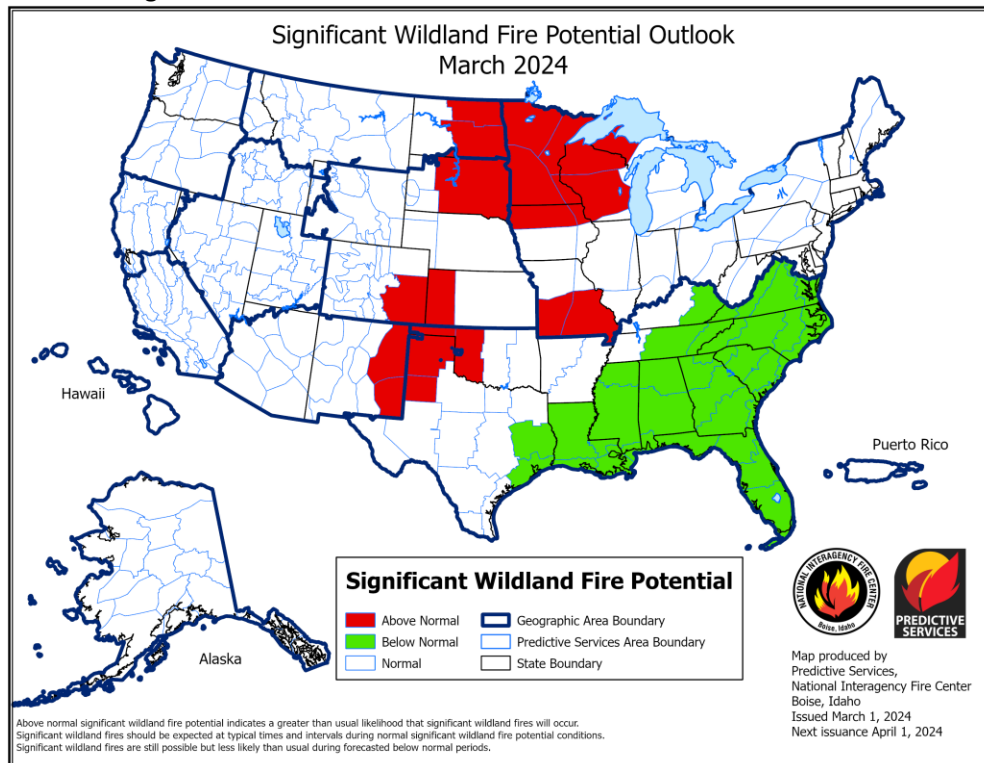 Significant Wildland Fire Potential Outlook
March 2024
Hawaii
Puerto Rico
Alaska
Significant Wildland Fire Potential
Above Normal
Geographic Area Boundary
Below Normal
Predictive Services Area Boundary
Normal
State Boundary
NATIONAL INTERAGENCY FIRE CENTER
Boise, Idaho
PREDICTIVE
SERVICES
Map produced by
Predictive Services,
National Interagency Fire Center
Boise, Idaho
Issued March 1, 2024
Next issuance April 1, 2024
Above normal significant wildland fire potential indicates a greater than usual likelihood that significant wildland fires will occur.
Significant wildland fires should be expected at typical times and intervals during normal significant wildland fire potential conditions.
Significant wildland fires are still possible but less likely than usual during forecasted below normal periods.